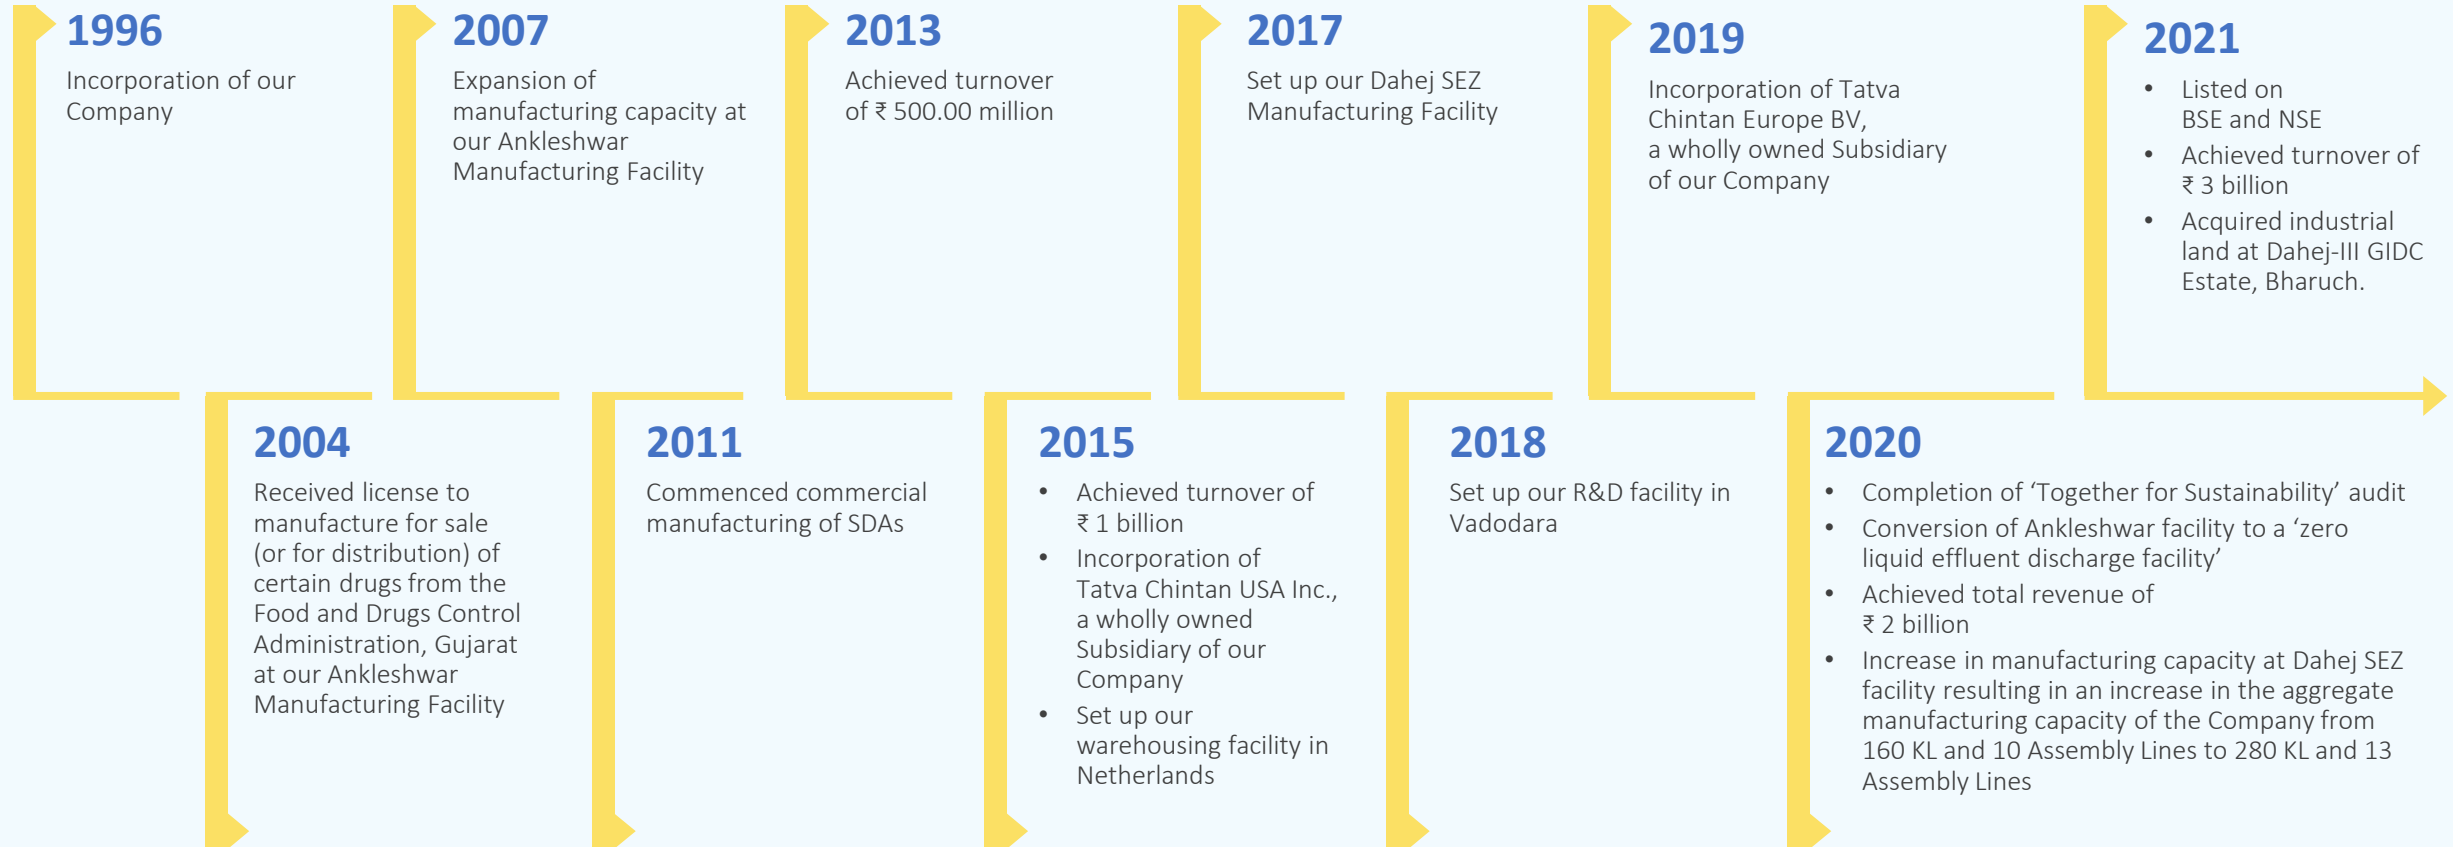 1996
Incorporation of our
Company
2004
Received license to
manufacture for sale
(or for distribution) of
certain drugs from the
Food and Drugs Control
Administration, Gujarat
at our Ankleshwar
Manufacturing Facility
2007
Expansion of
manufacturing capacity at
our Ankleshwar
Manufacturing Facility
2011
Commenced commercial
manufacturing of SDAs
2013
Achieved turnover
of ₹ 500.00 million
2015
• Achieved turnover of
₹ 1 billion
• Incorporation of
Tatva Chintan USA Inc.,
a wholly owned
Subsidiary of our
Company
• Set up our
warehousing facility in
Netherlands
2017
Set up our Dahej SEZ
Manufacturing Facility
2018
Set up our R&D facility in
Vadodara
2019
Incorporation of Tatva
Chintan Europe BV,
a wholly owned Subsidiary
of our Company
2020
• Completion of ‘Together for Sustainability’ audit
• Conversion of Ankleshwar facility to a ‘zero
liquid effluent discharge facility’
• Achieved total revenue of
₹ 2 billion
• Increase in manufacturing capacity at Dahej SEZ
facility resulting in an increase in the aggregate
manufacturing capacity of the Company from
160 KL and 10 Assembly Lines to 280 KL and 13
Assembly Lines
2021
• Listed on
BSE and NSE
• Achieved turnover of
₹ 3 billion
• Acquired industrial
land at Dahej-III GIDC
Estate, Bharuch.